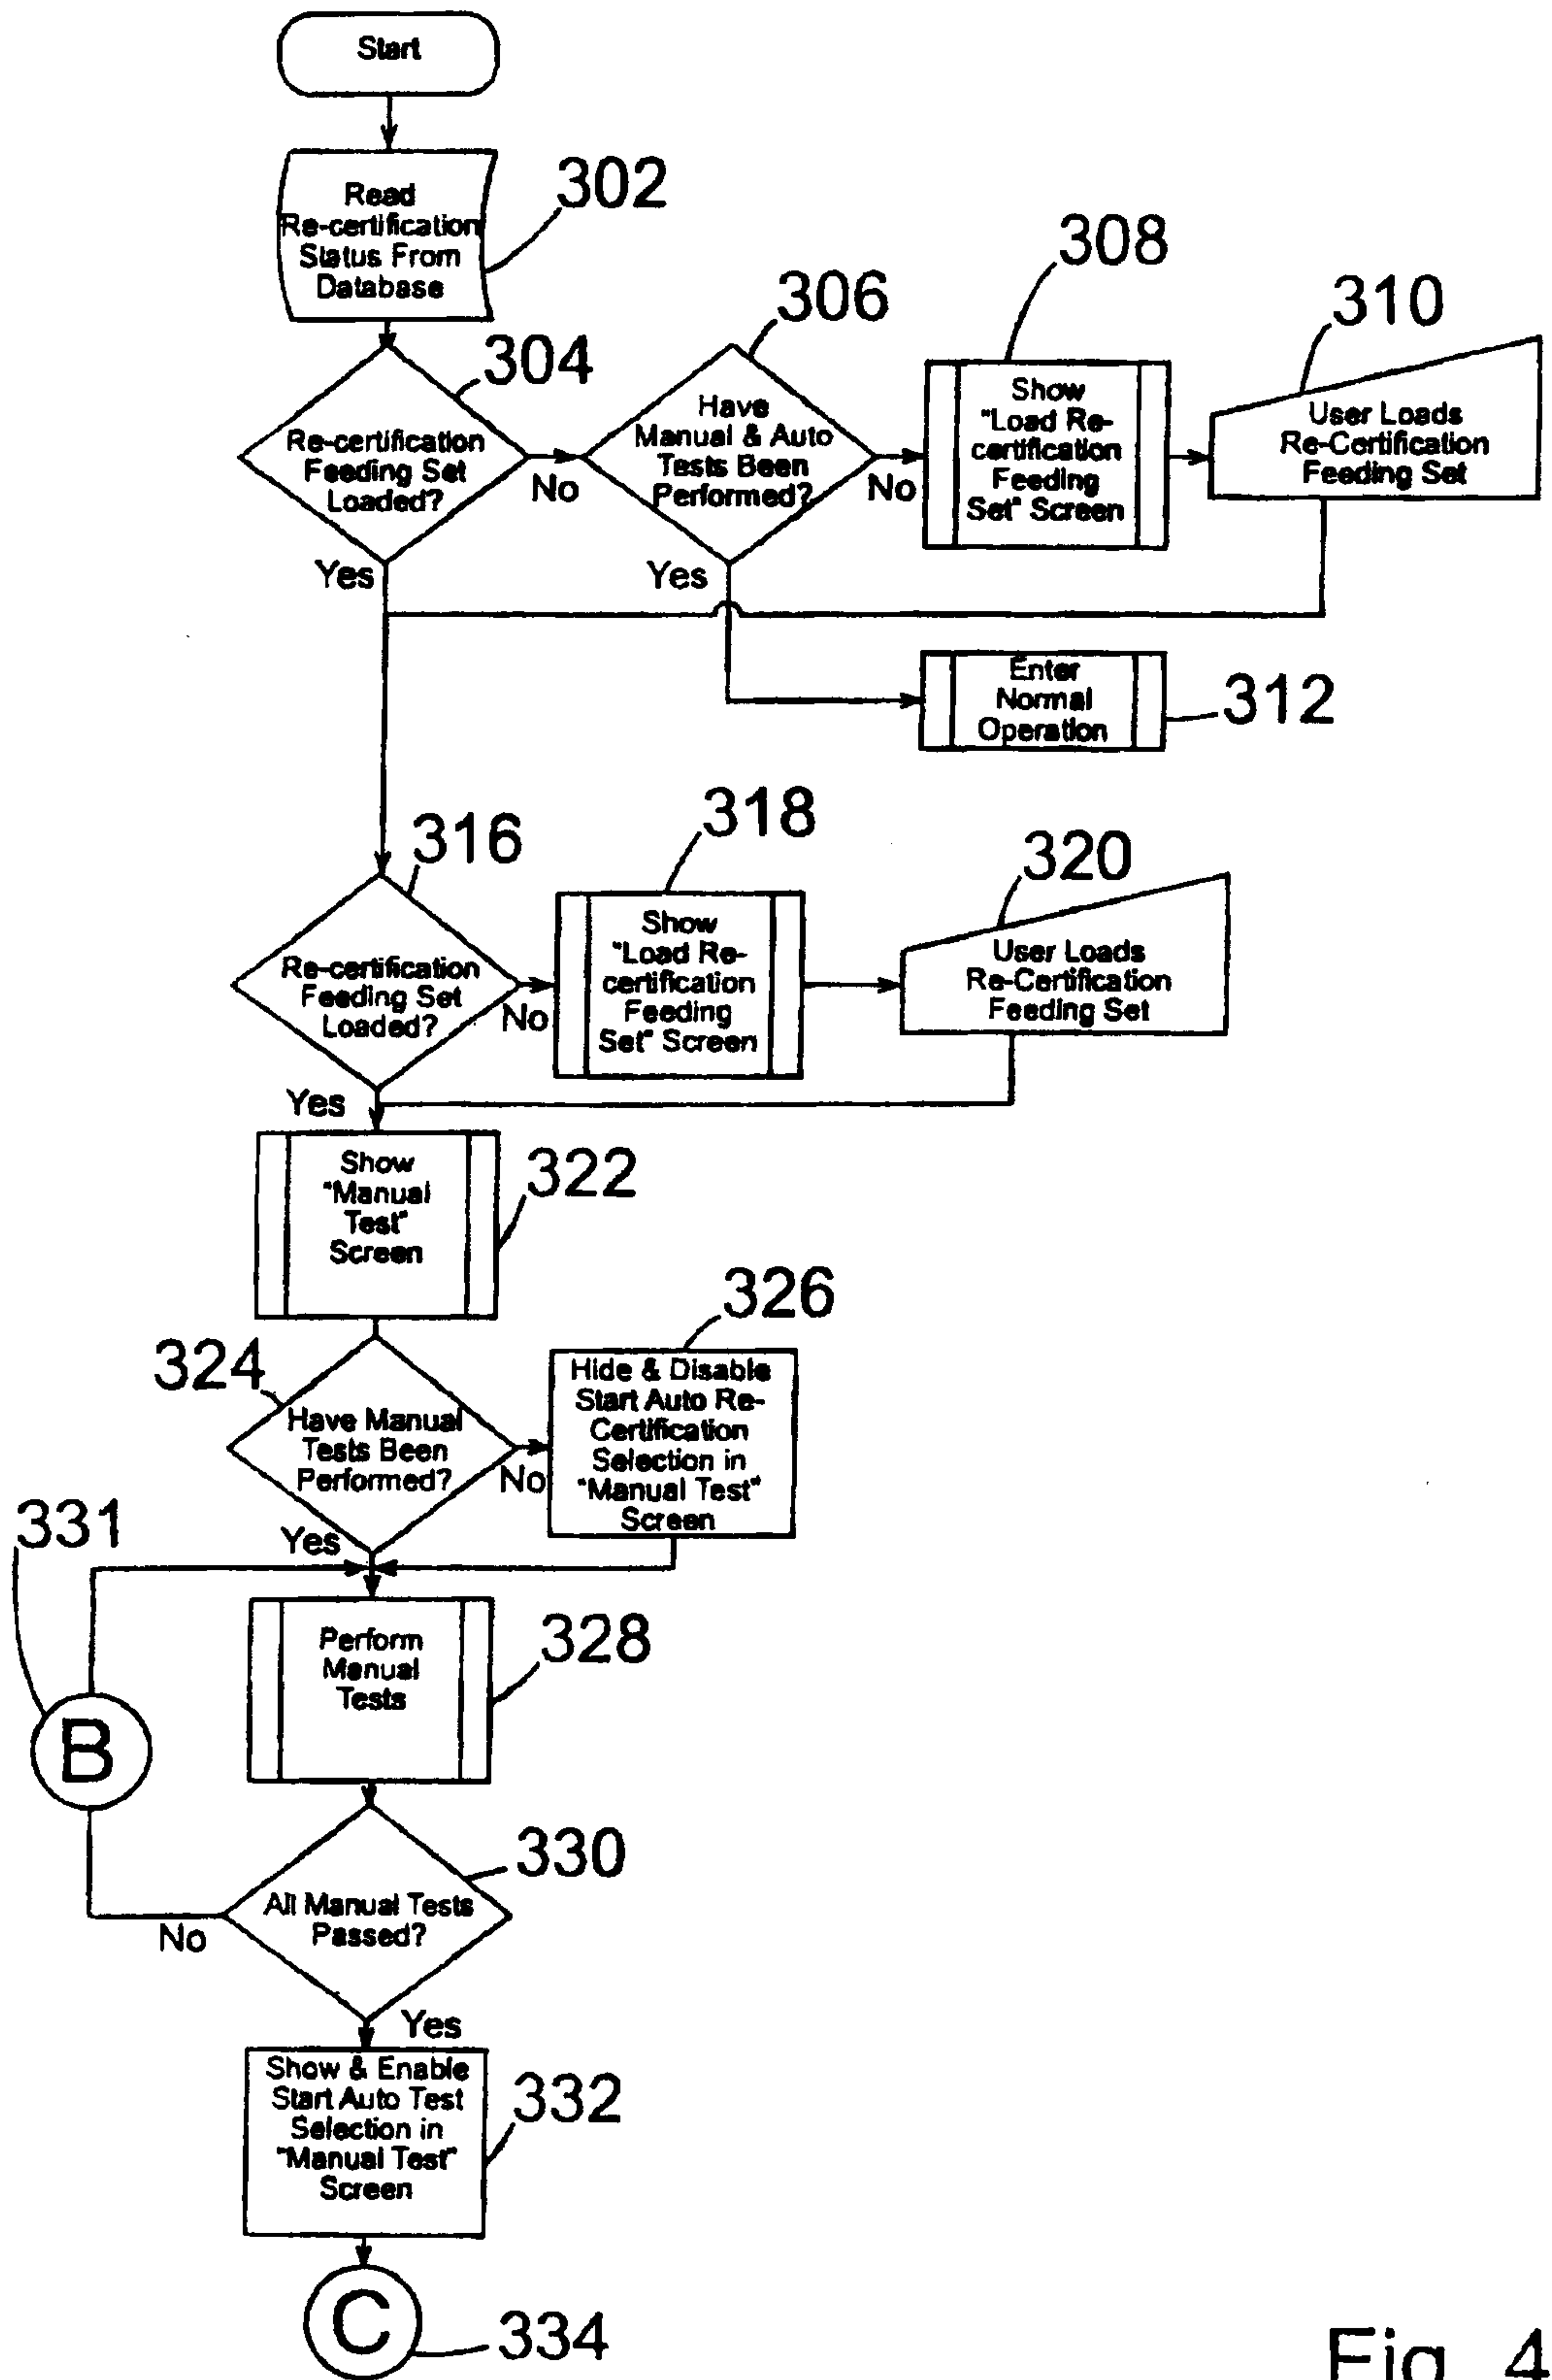 Start
302
Read
Re-certification
Status From
Database
304
Re-certification
Feeding Set
Loaded?
No
Yes
306
Have
Manual & Auto
Tests Been
Performed?
No
Yes
308
Show
"Load Re-
certification
Feeding
Set" Screen
310
User Loads
Re-Certification
Feeding Set
Enter
Normal
Operation
312
316
Re-certification
Feeding Set
Loaded?
No
Yes
318
Show
"Load Re-
certification
Feeding
Set" Screen
320
User Loads
Re-Certification
Feeding Set
Show
"Manual
Test"
Screen
322
324
Have Manual
Tests Been
Performed?
No
Yes
326
Hide & Disable
Start Auto Re-
Certification
Selection in
"Manual Test"
Screen
331
B
Perform
Manual
Tests
328
330
All Manual Tests
Passed?
No
Yes
Show & Enable
Start Auto Test
Selection in
"Manual Test"
Screen
332
C
334
Fig. 4